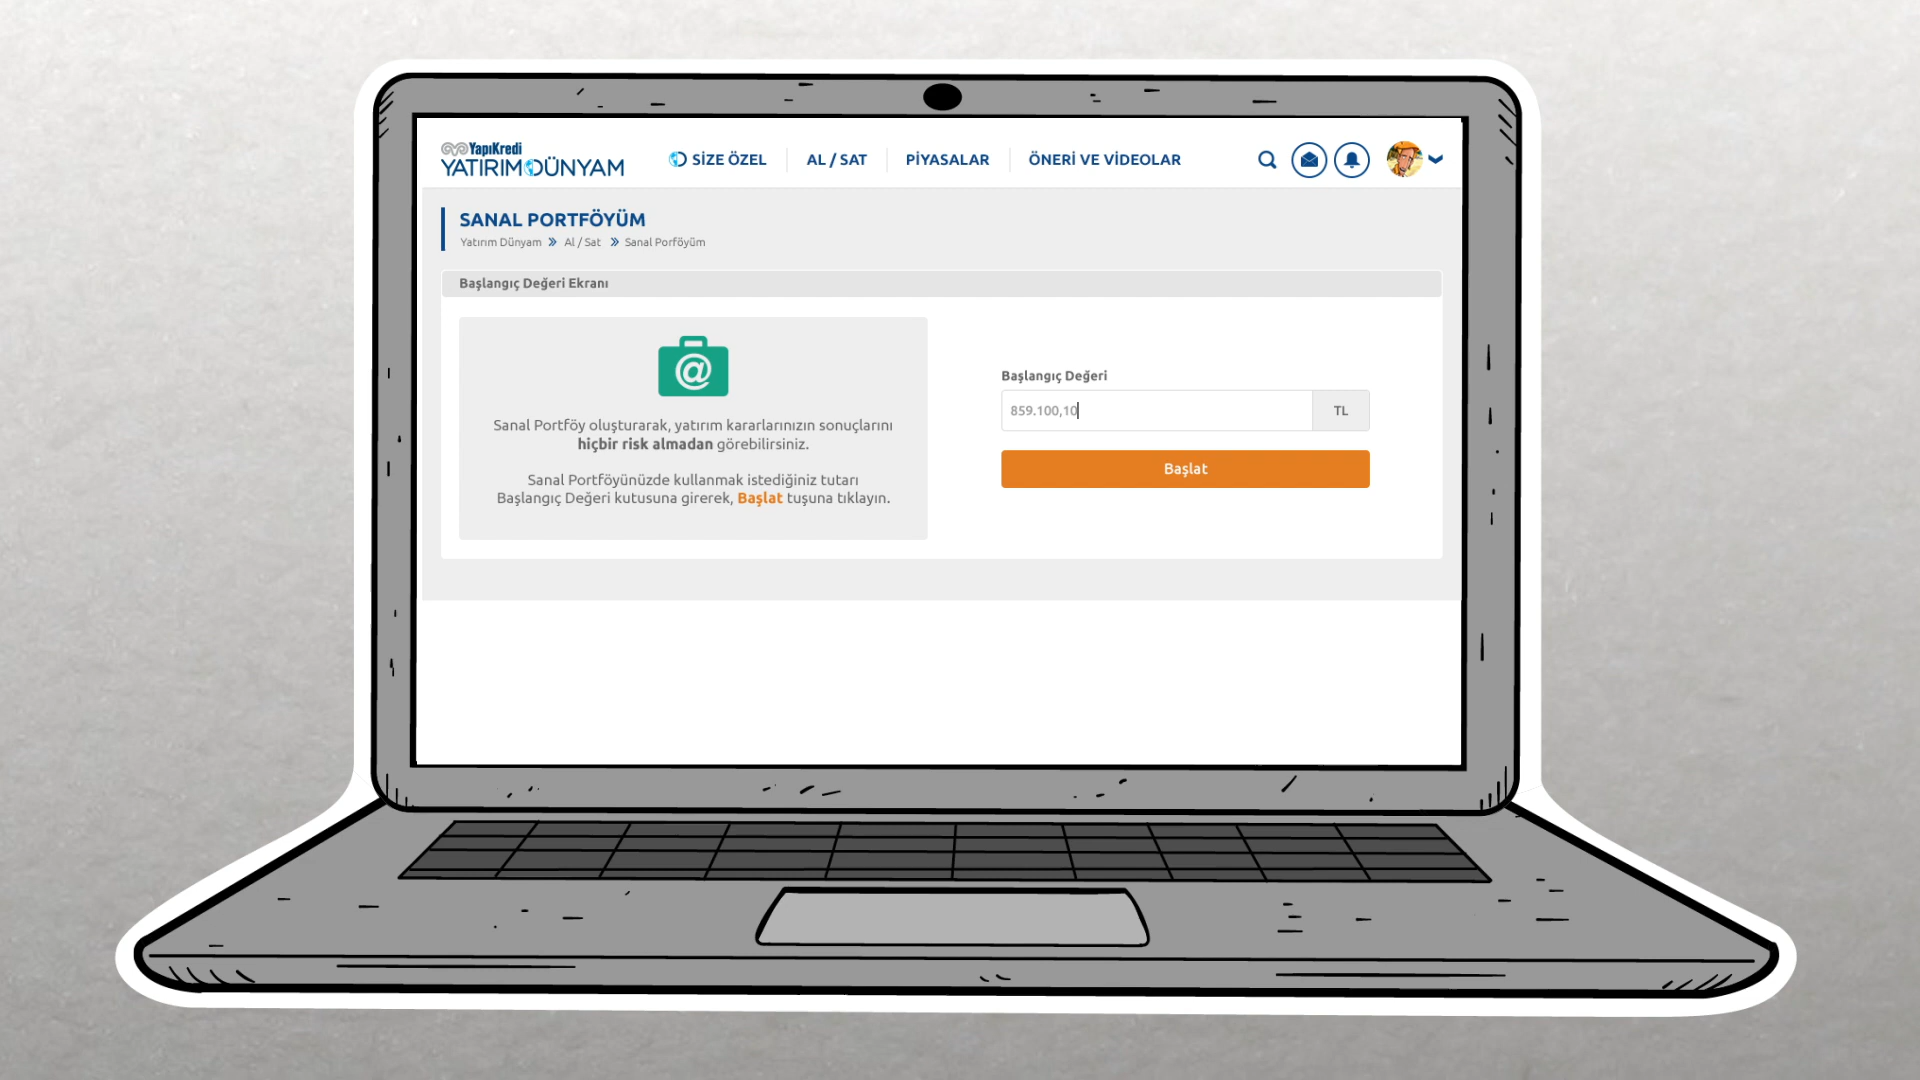 YapıKredi
YATIRIM DÜNYAM
SİZE ÖZEL
AL / SAT
PİYASALAR
ÖNERİ VE VİDEOLAR
SANAL PORTFÖYÜM
Yatırım Dünyam » Al / Sat » Sanal Porföyüm
Başlangıç Değeri Ekranı
@
Sanal Portföy oluşturarak, yatırım kararlarınızın sonuçlarını
hiçbir risk almadan görebilirsiniz.
Sanal Portföyünüzde kullanmak istediğiniz tutarı
Başlangıç Değeri kutusuna girerek, Başlat tuşuna tıklayın.
Başlangıç Değeri
859.100,10
TL
Başlat